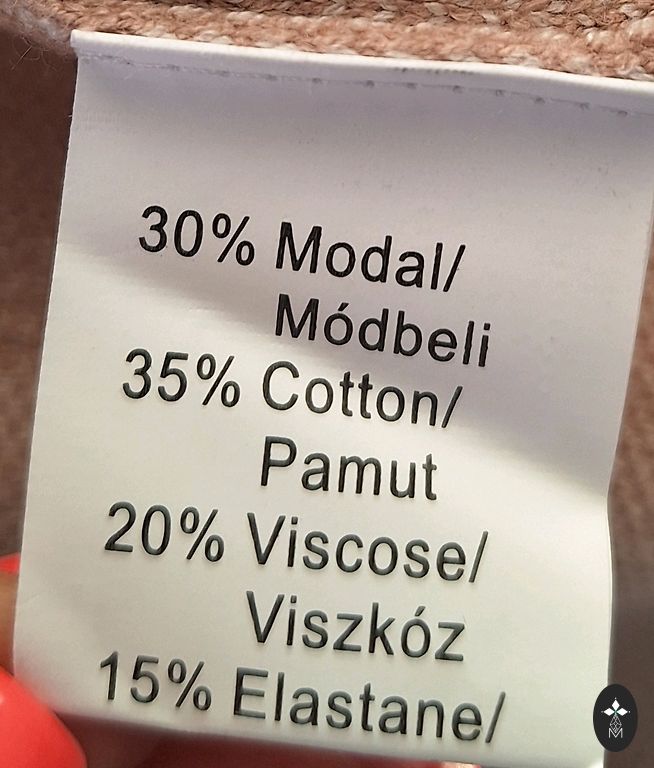 30% Modal/
Módbeli
35% Cotton/
Pamut
20% Viscose/
Viszkóz
15% Elastane/
M